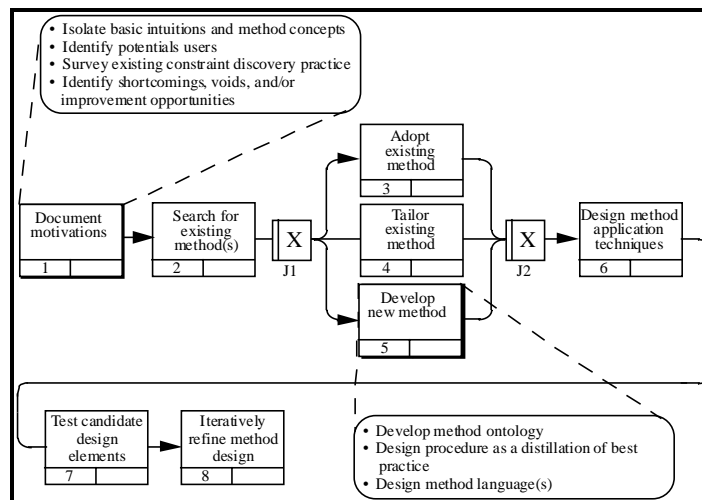 • Isolate basic intuitions and method concepts
• Identify potentials users
• Survey existing constraint discovery practice
• Identify shortcomings, voids, and/or
improvement opportunities
Adopt
existing
method
3
Document
motivations
1
Search for
existing
method(s)
2
X
J1
Tailor
existing
method
4
X
J2
Design method
application
techniques
6
Develop
new method
5
Test candidate
design
elements
7
Iteratively
refine method
design
8
• Develop method ontology
• Design procedure as a distillation of best
practice
• Design method language(s)